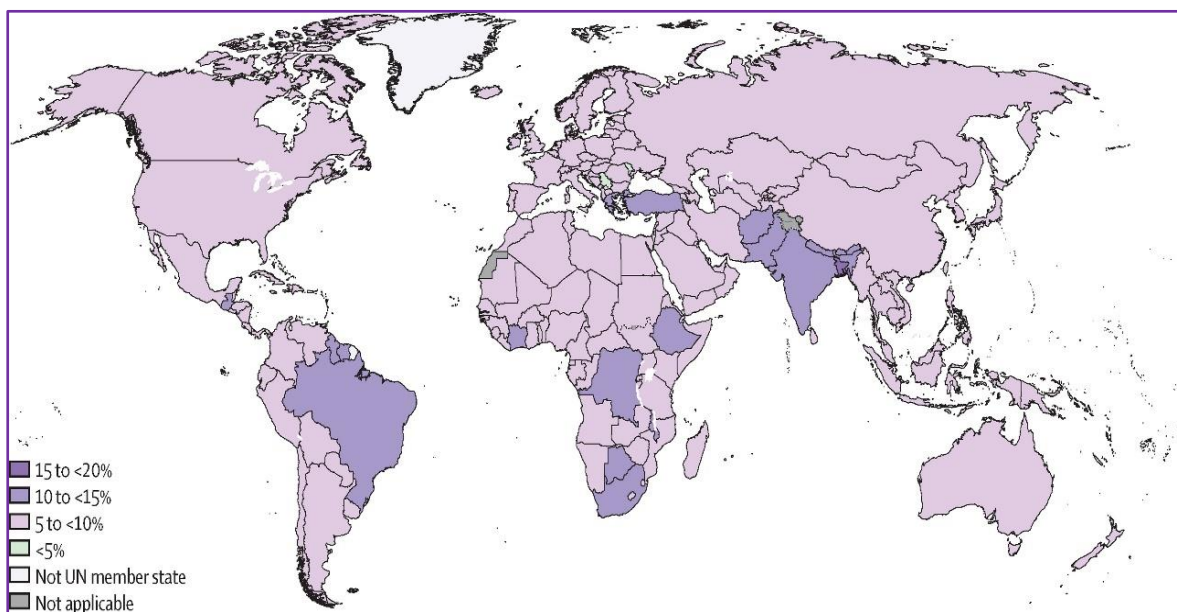 15 to <20%
10 to <15%
5 to <10%
<5%
Not UN member state
Not applicable